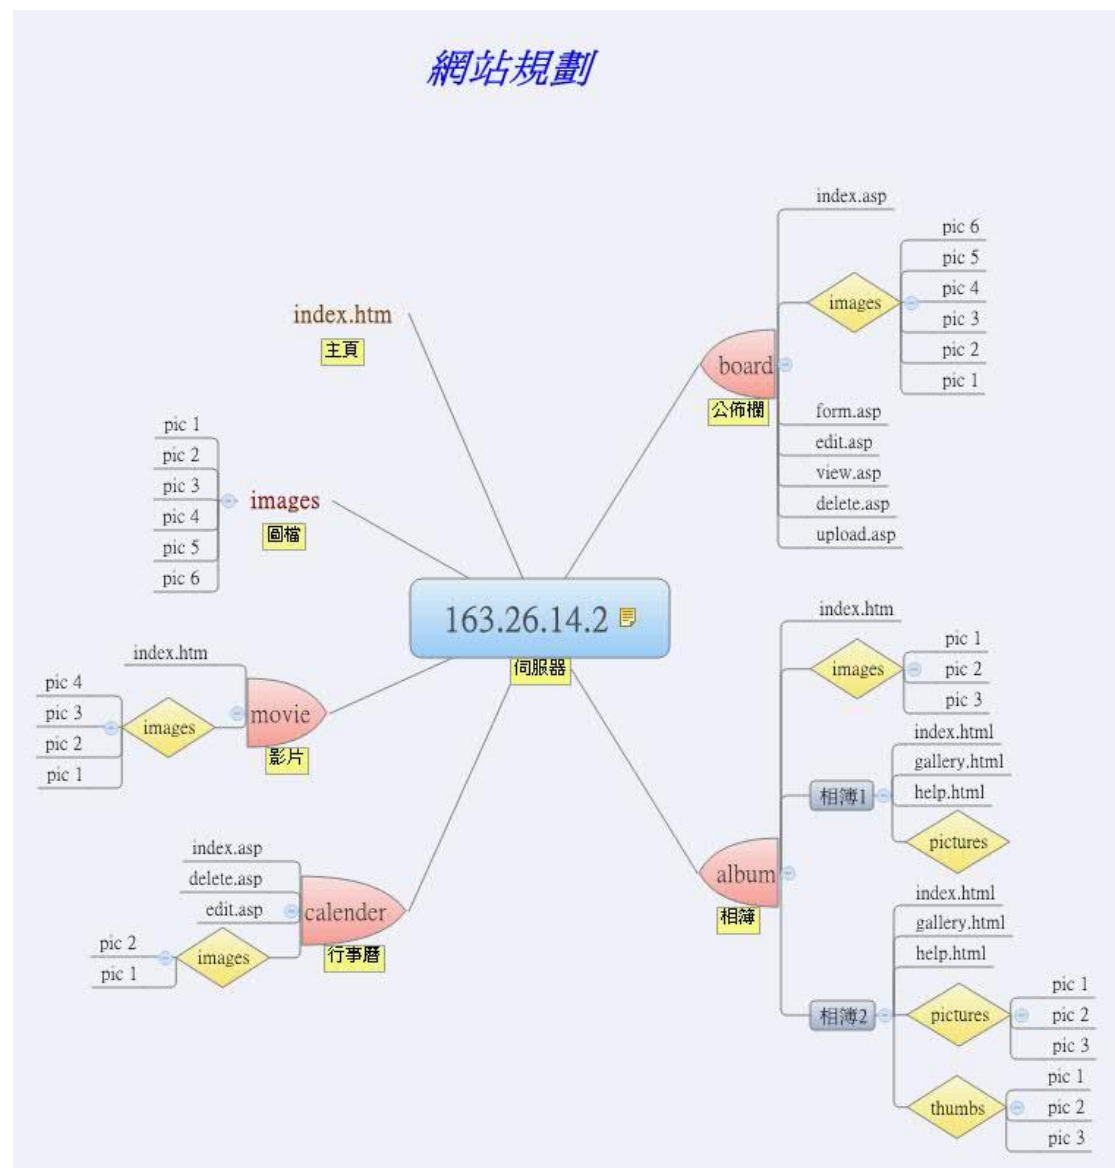 網站規劃
index.htm
主頁
images
圖檔
pic 1
pic 2
pic 3
pic 4
pic 5
pic 6
163.26.14.2
伺服器
movie
影片
index.htm
images
pic 4
pic 3
pic 2
pic 1
calender
行事曆
index.asp
delete.asp
edit.asp
images
pic 2
pic 1
board
公佈欄
index.asp
images
pic 6
pic 5
pic 4
pic 3
pic 2
pic 1
form.asp
edit.asp
view.asp
delete.asp
upload.asp
album
相簿
index.htm
images
pic 1
pic 2
pic 3
相簿1
index.html
gallery.html
help.html
pictures
相簿2
index.html
gallery.html
help.html
pictures
pic 1
pic 2
pic 3
thumbs
pic 1
pic 2
pic 3